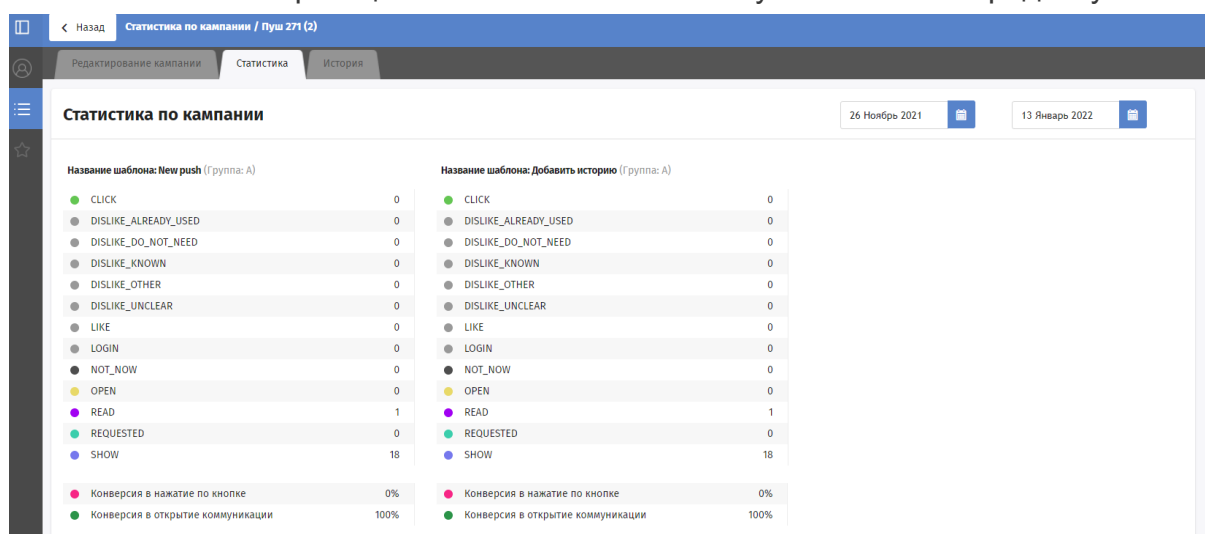 Назад Статистика по кампании / Пуш 271 (2)
Редактирование кампании Статистика История
Статистика по кампании 26 Ноябрь 2021 13 Январь 2022
Название шаблона: New push (Группа: A) Название шаблона: Добавить историю (Группа: A)
CLICK 0 CLICK 0
DISLIKE_ALREADY_USED 0 DISLIKE_ALREADY_USED 0
DISLIKE_DO_NOT_NEED 0 DISLIKE_DO_NOT_NEED 0
DISLIKE_KNOWN 0 DISLIKE_KNOWN 0
DISLIKE_OTHER 0 DISLIKE_OTHER 0
DISLIKE_UNCLEAR 0 DISLIKE_UNCLEAR 0
LIKE 0 LIKE 0
LOGIN 0 LOGIN 0
NOT_NOW 0 NOT_NOW 0
OPEN 0 OPEN 0
READ 1 READ 1
REQUESTED 0 REQUESTED 0
SHOW 18 SHOW 18
Конверсия в нажатие по кнопке 0% Конверсия в нажатие по кнопке 0%
Конверсия в открытие коммуникации 100% Конверсия в открытие коммуникации 100%